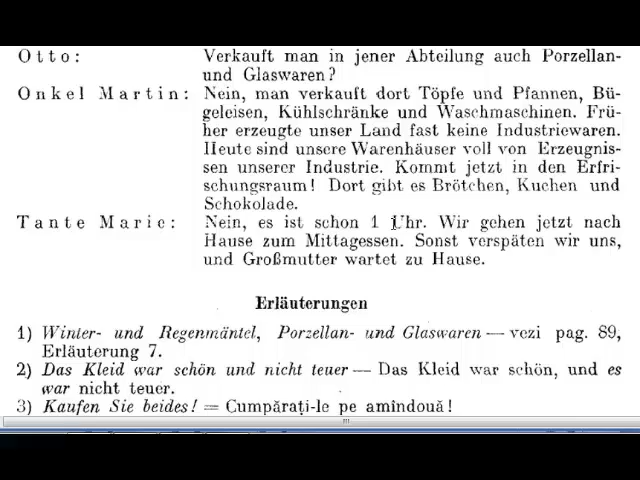 Otto: Verkauft man in jener Abteilung auch Porzellan-
und Glaswaren?
Onkel Martin: Nein, man verkauft dort Töpfe und Pfannen, Bü-
geleisen, Kühlschränke und Waschmaschinen. Frü-
her erzeugte unser Land fast keine Industriewaren.
Heute sind unsere Warenhäuser voll von Erzeugnis-
sen unserer Industrie. Kommt jetzt in den Erfri-
schungsraum! Dort gibt es Brötchen, Kuchen und
Schokolade.
Tante Marie: Nein, es ist schon 1 Uhr. Wir gehen jetzt nach
Hause zum Mittagessen. Sonst verspäten wir uns,
und Großmutter wartet zu Hause.
Erläuterungen
1) Winter- und Regenmäntel, Porzellan- und Glaswaren — vezi pag. 89,
Erläuterung 7.
2) Das Kleid war schön und nicht teuer — Das Kleid war schön, und es
war nicht teuer.
3) Kaufen Sie beides! = Cumpărați-le pe amîndouă!